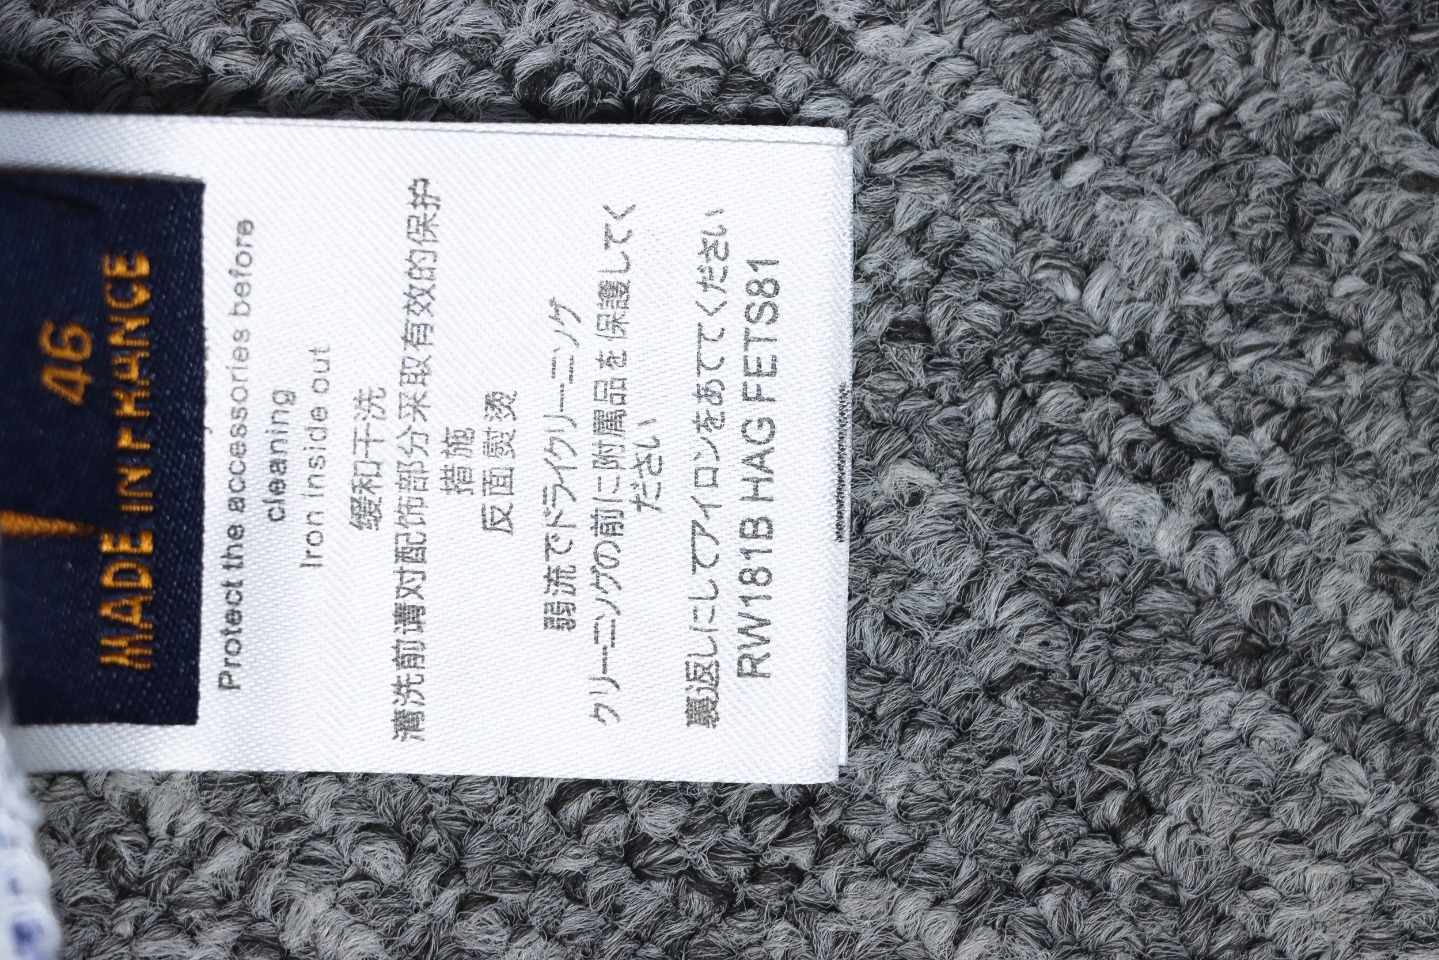 46
MADE IN FRANCE
Protect the accessories before
cleaning
Iron inside out
缓和干洗
清洗前请对配饰部分采取有效的保护
措施
反面熨烫
弱流でドライクリーニング
クリーニングの前に附属品を保護してく
ださい
裏返しにしてアイロンをあててください
RW181B HAG FETS81